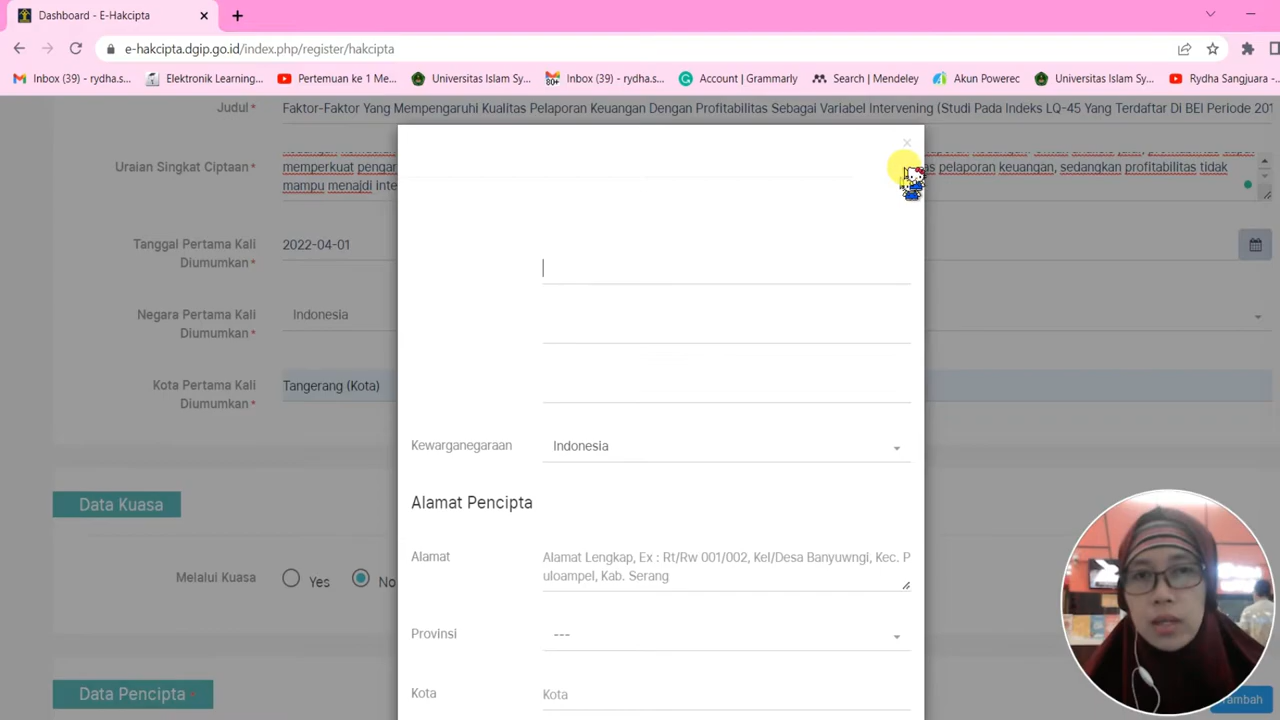 Dashboard - E-Hakcipta
e-hakcipta.dgip.go.id/index.php/register/hakcipta
Inbox (39) - rydha.s...
Elektronik Learning...
Pertemuan ke 1 Me...
Universitas Islam Sy...
80+
Inbox (39) - rydha.s...
Account | Grammarly
Search | Mendeley
Akun Powerec
Universitas Islam Sy...
Rydha Sangjuara - ...
Judul *
Faktor-Faktor Yang Mempengaruhi Kualitas Pelaporan Keuangan Dengan Profitabilitas Sebagai Variabel Intervening (Studi Pada Indeks LQ-45 Yang Terdaftar Di BEI Periode 201
Uraian Singkat Ciptaan *
memperkuat pengar
as pelaporan keuangan, sedangkan profitabilitas tidak
mampu menajdi inte
Tanggal Pertama Kali
Diumumkan *
2022-04-01
Negara Pertama Kali
Diumumkan *
Indonesia
Kota Pertama Kali
Diumumkan *
Tangerang (Kota)
Data Kuasa
Melalui Kuasa
Yes
No
Data Pencipta *
×
Kewarganegaraan
Indonesia
Alamat Pencipta
Alamat
Alamat Lengkap, Ex : Rt/Rw 001/002, Kel/Desa Banyuwngi, Kec. P
uloampel, Kab. Serang
Provinsi
---
Kota
Kota
ambah